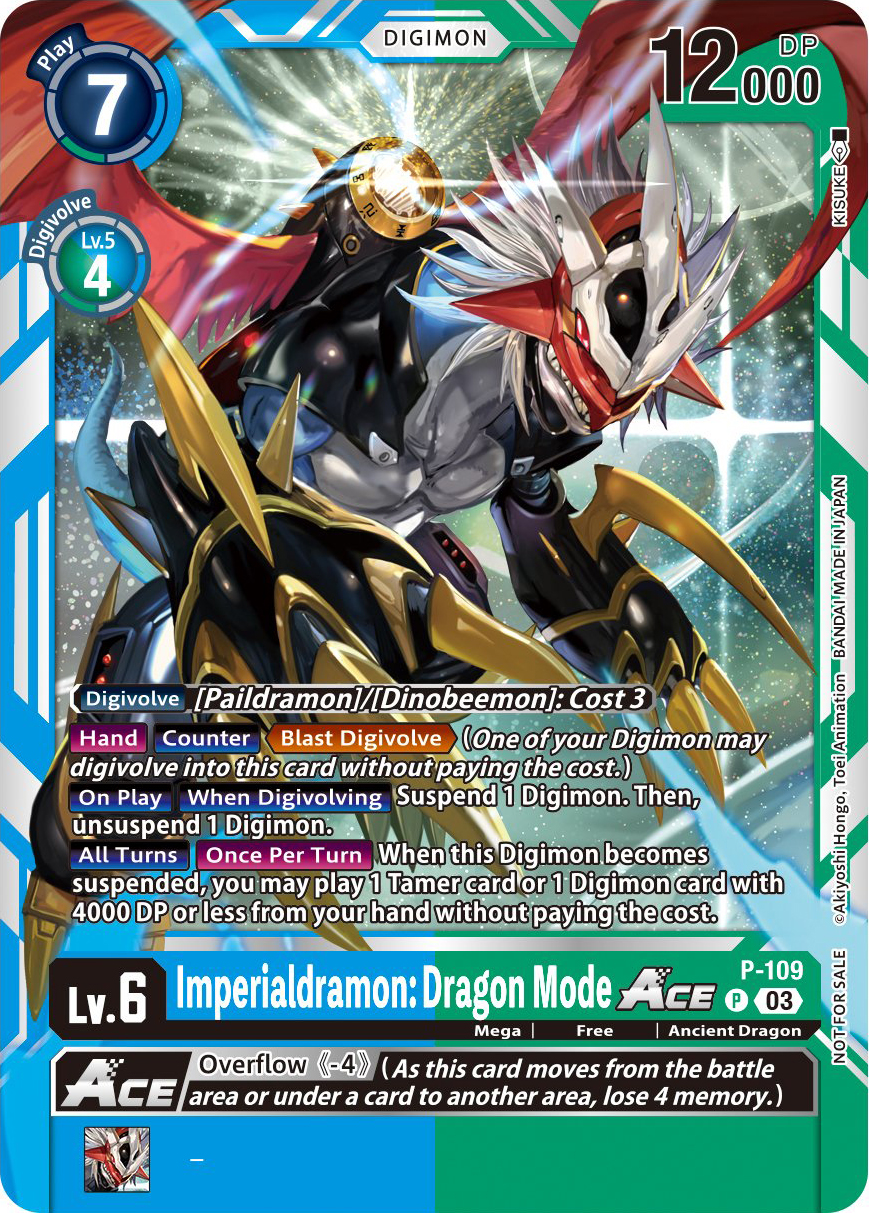 DIGIMON
Play
7
12000
DP
Digivolve
Lv.5
4
KISUKE
Digivolve [Paildramon]/[Dinobeemon]: Cost 3
Hand Counter Blast Digivolve (One of your Digimon may
digivolve into this card without paying the cost.)
On Play When Digivolving Suspend 1 Digimon. Then,
unsuspend 1 Digimon.
All Turns Once Per Turn When this Digimon becomes
suspended, you may play 1 Tamer card or 1 Digimon card with
4000 DP or less from your hand without paying the cost.
©Akiyoshi Hongo, Toei Animation BANDAI MADE IN JAPAN
NOT FOR SALE
Lv.6
Imperialdramon: Dragon Mode ACE
P-109
P 03
Mega | Free | Ancient Dragon
ACE Overflow 《-4》 (As this card moves from the battle
area or under a card to another area, lose 4 memory.)
–